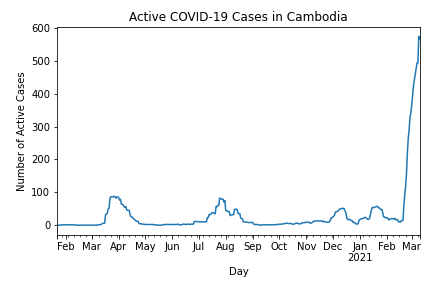 Active COVID-19 Cases in Cambodia
600
500
400
300
200
100
0
Number of Active Cases
Feb Mar Apr May Jun Jul Aug Sep Oct Nov Dec Jan Feb Mar
2021
Day